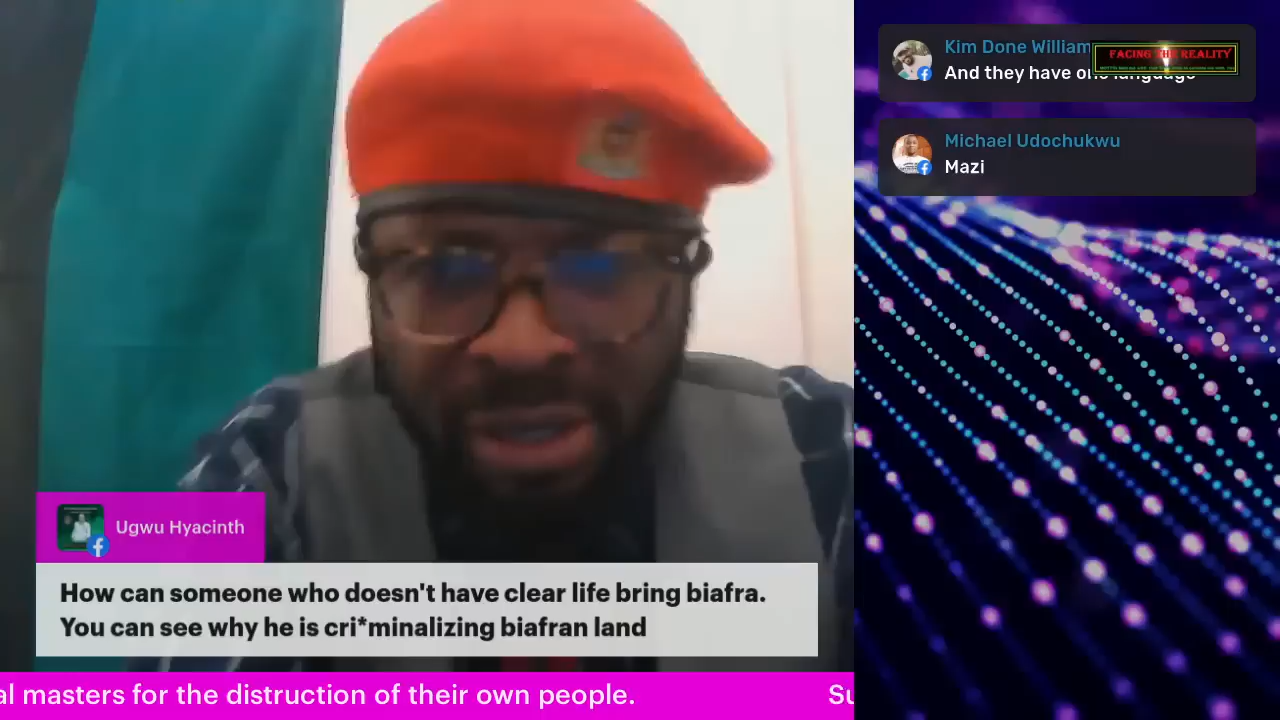 Kim Done William
FACING THE REALITY
And they have one language
Michael Udochukwu
Mazi
Ugwu Hyacinth
How can someone who doesn't have clear life bring biafra.
You can see why he is cri*minalizing biafran land
al masters for the distruction of their own people.
Su